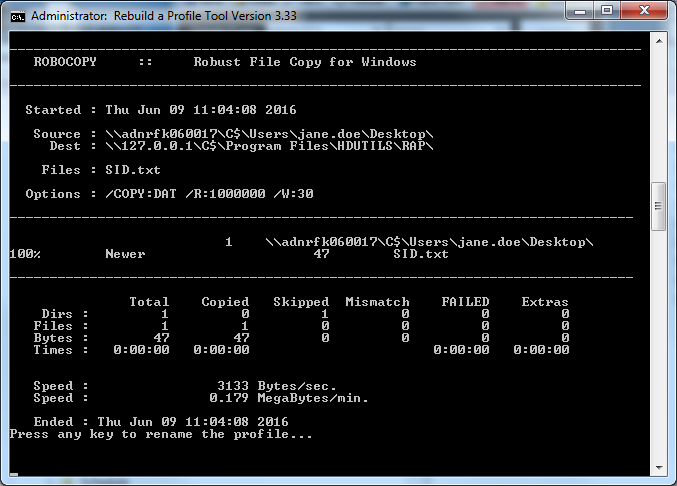 Administrator: Rebuild a Profile Tool Version 3.33
ROBOCOPY :: Robust File Copy for Windows
Started : Thu Jun 09 11:04:08 2016
Source : \\adnrfk060017\C$\Users\jane.doe\Desktop\
Dest : \\127.0.0.1\C$\Program Files\HDUTILS\RAP\
Files : SID.txt
Options : /COPY:DAT /R:1000000 /W:30
1 \\adnrfk060017\C$\Users\jane.doe\Desktop\
100% Newer 47 SID.txt
Total Copied Skipped Mismatch FAILED Extras
Dirs : 1 0 1 0 0 0
Files : 1 1 0 0 0 0
Bytes : 47 47 0 0 0 0
Times : 0:00:00 0:00:00 0:00:00 0:00:00
Speed : 3133 Bytes/sec.
Speed : 0.179 MegaBytes/min.
Ended : Thu Jun 09 11:04:08 2016
Press any key to rename the profile...